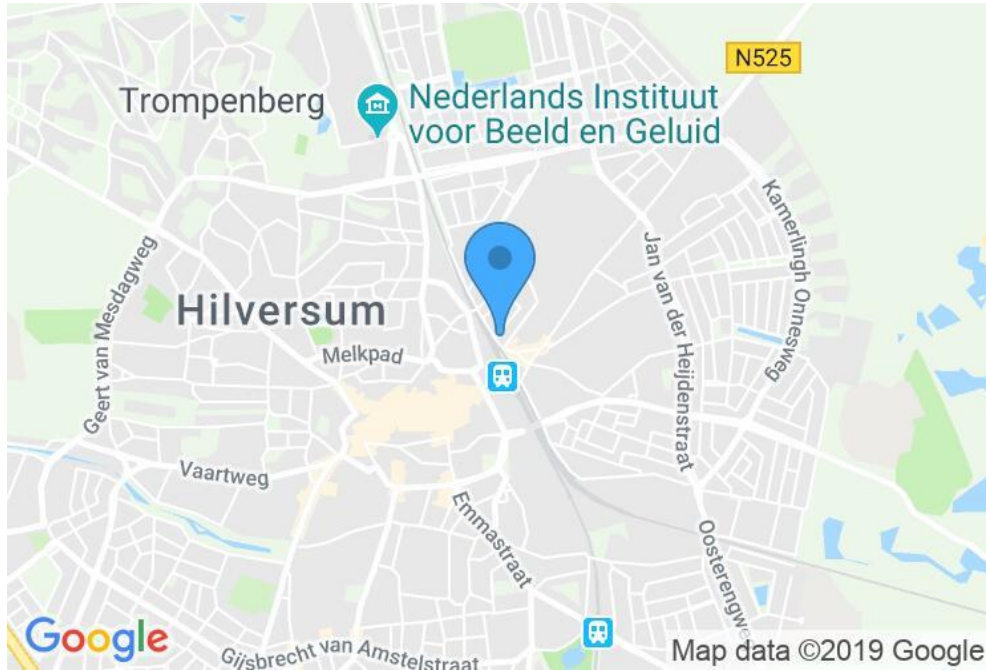 N525
Trompenberg
Nederlands Instituut
voor Beeld en Geluid
Kamerlingh Onnesweg
Jan van der Heijdenstraat
Geert van Mesdagweg
Hilversum
Melkpad
Vaartweg
Emmastraat
Oosterengwe
Google
Gijsbrecht van Amstelstraat
Map data ©2019 Google